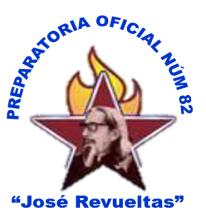 PREPARATORIA OFICIAL NÚM 82
“José Revueltas”